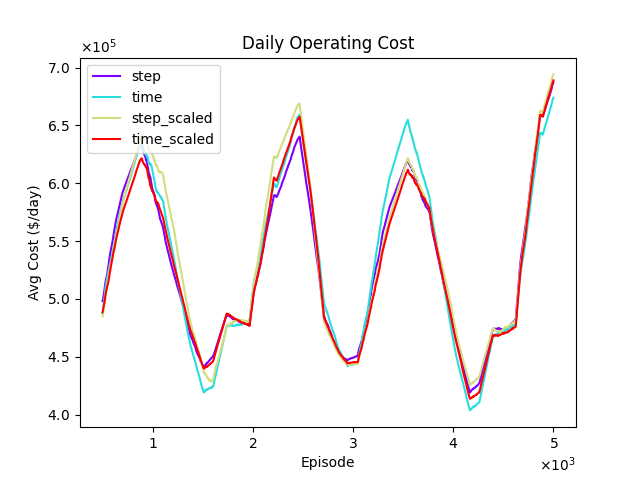 Daily Operating Cost
×10⁵
7.0
6.5
6.0
5.5
5.0
4.5
4.0
Avg Cost ($/day)
step
time
step_scaled
time_scaled
1
2
3
4
5
Episode
×10³